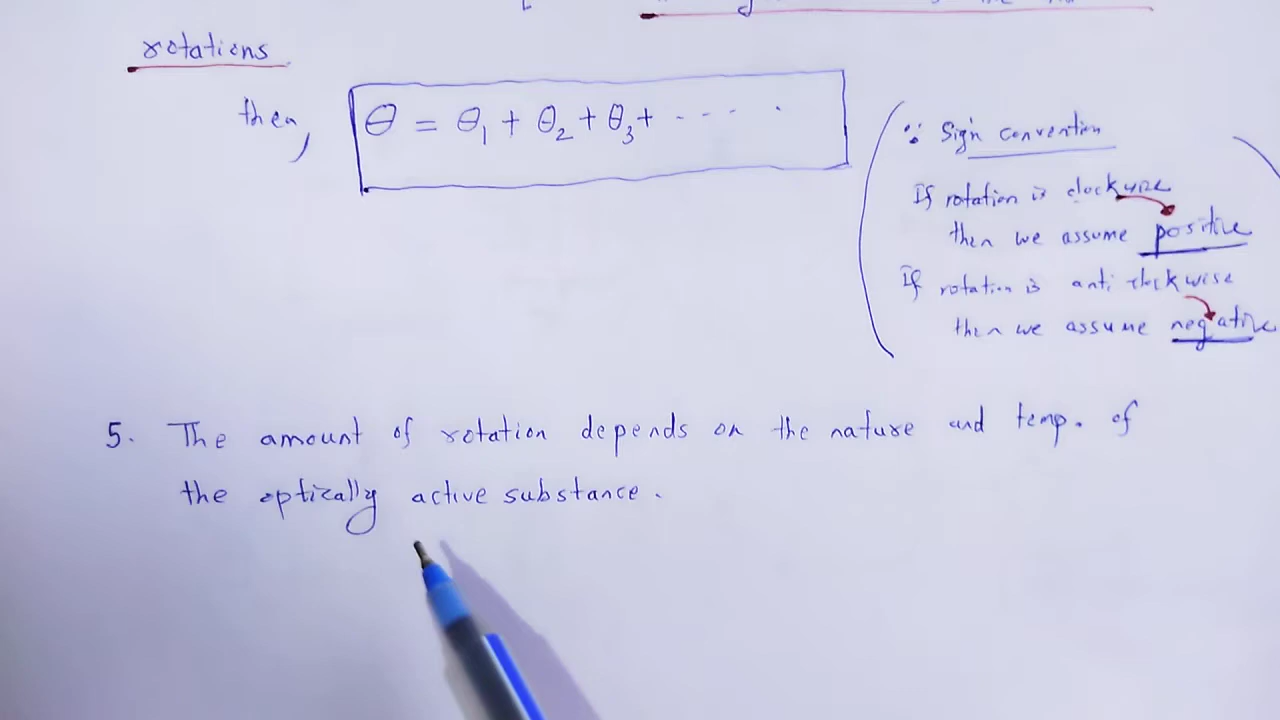 rotations
then, θ = θ₁ + θ₂ + θ₃ + - - - - .
∵ Sign convention
If rotation is clockwise
then we assume positive
If rotation is anti clockwise
then we assume negative
5. The amount of rotation depends on the nature and temp. of
the optically active substance.